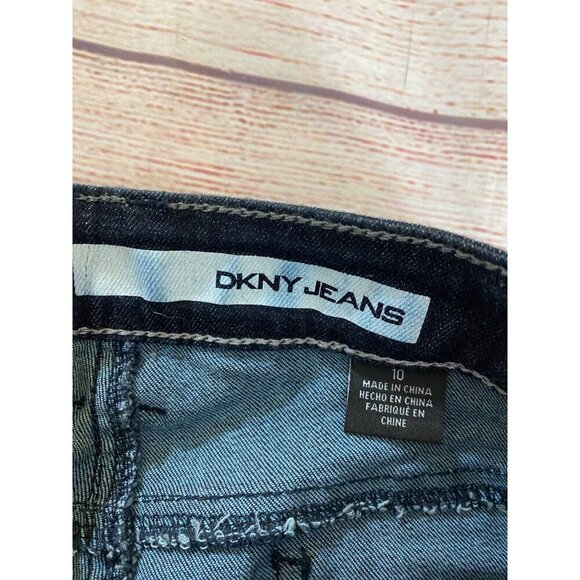 DKNY JEANS
10
MADE IN CHINA
HECHO EN CHINA
FABRIQUÉ EN
CHINE